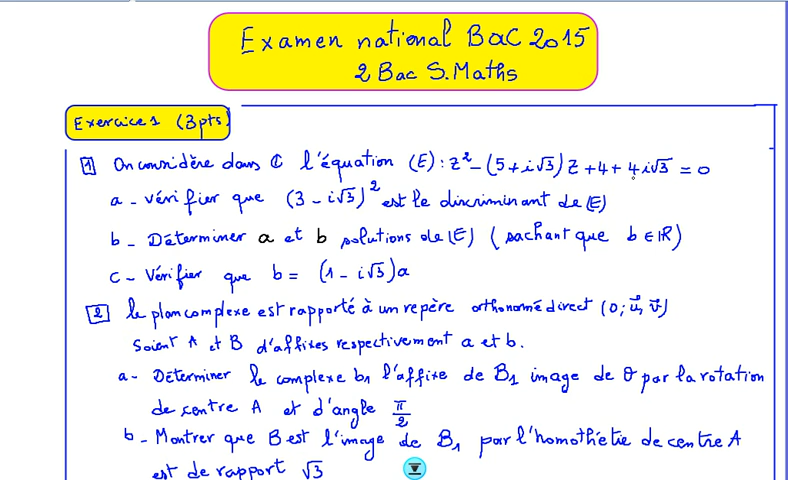 Examen national BaC 2015
2 Bac S.Maths
Exercice 1 (3pts)
1 On considère dans ℂ l'équation (E): z² - (5+i√3)z + 4 + 4i√3 = 0
a - vérifier que (3 - i√3)² est le discriminant de (E)
b - Déterminer a et b solutions de (E) (sachant que b ∈ ℝ)
c - Vérifier que b = (1 - i√3)a
2 le plan complexe est rapporté à un repère orthonormé direct (0; u⃗, v⃗)
Soient A et B d'affixes respectivement a et b.
a - Déterminer le complexe b₁ l'affixe de B₁ image de O par la rotation
de centre A et d'angle π/2
b - Montrer que B est l'image de B₁ par l'homothétie de centre A
est de rapport √3